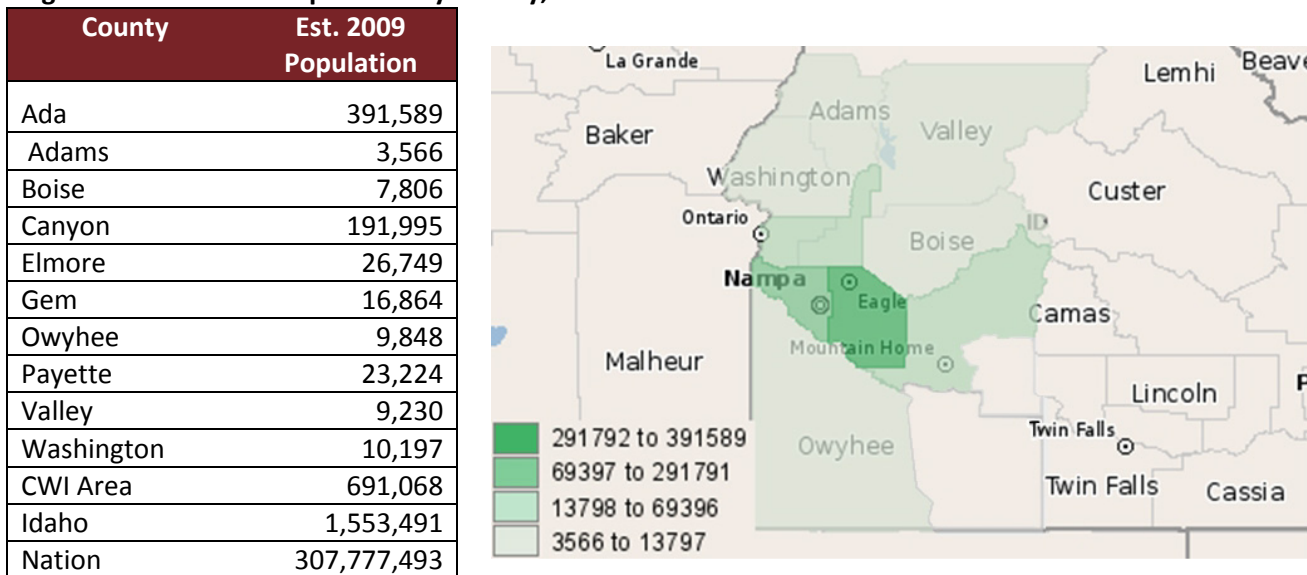 County Est. 2009
Population
Ada 391,589
Adams 3,566
Boise 7,806
Canyon 191,995
Elmore 26,749
Gem 16,864
Owyhee 9,848
Payette 23,224
Valley 9,230
Washington 10,197
CWI Area 691,068
Idaho 1,553,491
Nation 307,777,493
La Grande
Lemhi
Adams
Baker
Valley
Washington
Custer
Ontario
ID
Boise
Nampa
Eagle
Camas
Mountain Home
Malheur
Lincoln
Twin Falls
Owyhee
Twin Falls
Cassia
291792 to 391589
69397 to 291791
13798 to 69396
3566 to 13797